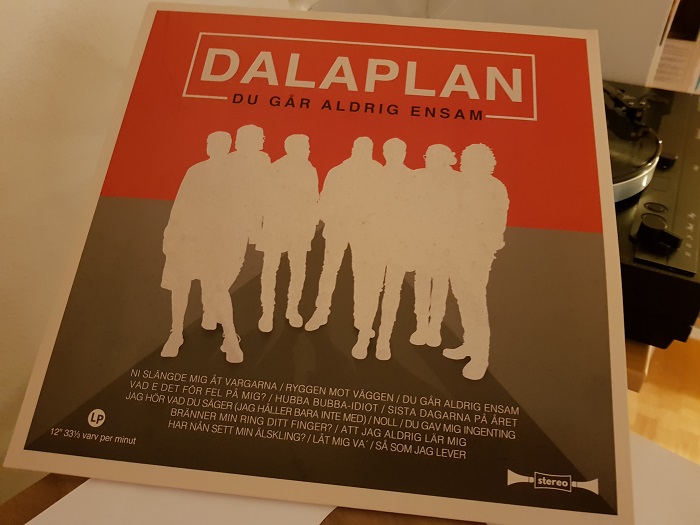 DALAPLAN
DU GÅR ALDRIG ENSAM
NI SLÄNGDE MIG ÅT VARGARNA / RYGGEN MOT VÄGGEN / DU GÅR ALDRIG ENSAM
VAD E DET FÖR FEL PÅ MIG? / HUBBA BUBBA-IDIOT / SISTA DAGARNA PÅ ÅRET
JAG HÖR VAD DU SÄGER (JAG HÅLLER BARA INTE MED) / NOLL / DU GAV MIG INGENTING
BRÄNNER MIN RING DITT FINGER? / ATT JAG ALDRIG LÄR MIG
HAR NÅN SETT MIN ÄLSKLING? / LÅT MIG VA´ / SÅ SOM JAG LEVER
LP
12" 33⅓ varv per minut
stereo